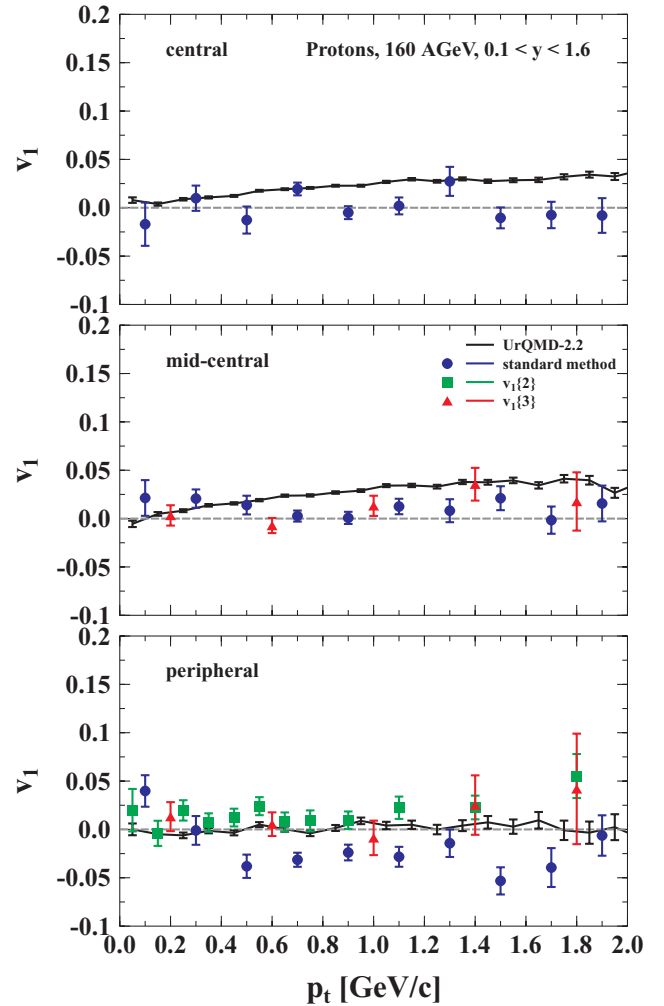 central Protons, 160 AGeV, 0.1 < y < 1.6
v₁
0.2
0.15
0.1
0.05
0.0
-0.05
-0.1
mid-central
UrQMD-2.2
standard method
v₁{2}
v₁{3}
v₁
0.2
0.15
0.1
0.05
0.0
-0.05
-0.1
peripheral
v₁
0.2
0.15
0.1
0.05
0.0
-0.05
-0.1
0.0 0.2 0.4 0.6 0.8 1.0 1.2 1.4 1.6 1.8 2.0
pₜ [GeV/c]